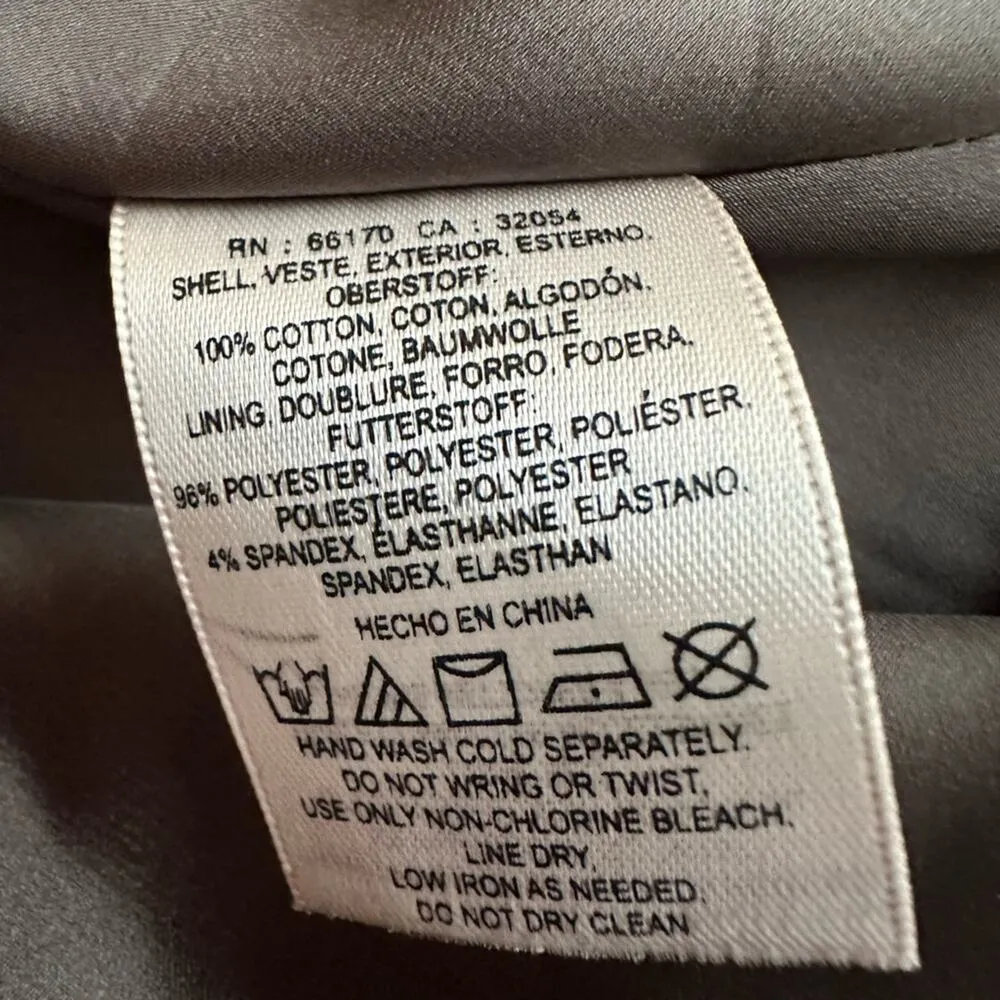 RN : 66170 CA : 32054
SHELL, VESTE, EXTERIOR, ESTERNO,
OBERSTOFF:
100% COTTON, COTON, ALGODÓN,
COTONE, BAUMWOLLE
LINING, DOUBLURE, FORRO, FODERA,
FUTTERSTOFF:
96% POLYESTER, POLYESTER, POLIÉSTER,
POLIESTERE, POLYESTER
4% SPANDEX, ÉLASTHANNE, ELASTANO,
SPANDEX, ELASTHAN
HECHO EN CHINA
HAND WASH COLD SEPARATELY.
DO NOT WRING OR TWIST.
USE ONLY NON-CHLORINE BLEACH.
LINE DRY,
LOW IRON AS NEEDED.
DO NOT DRY CLEAN